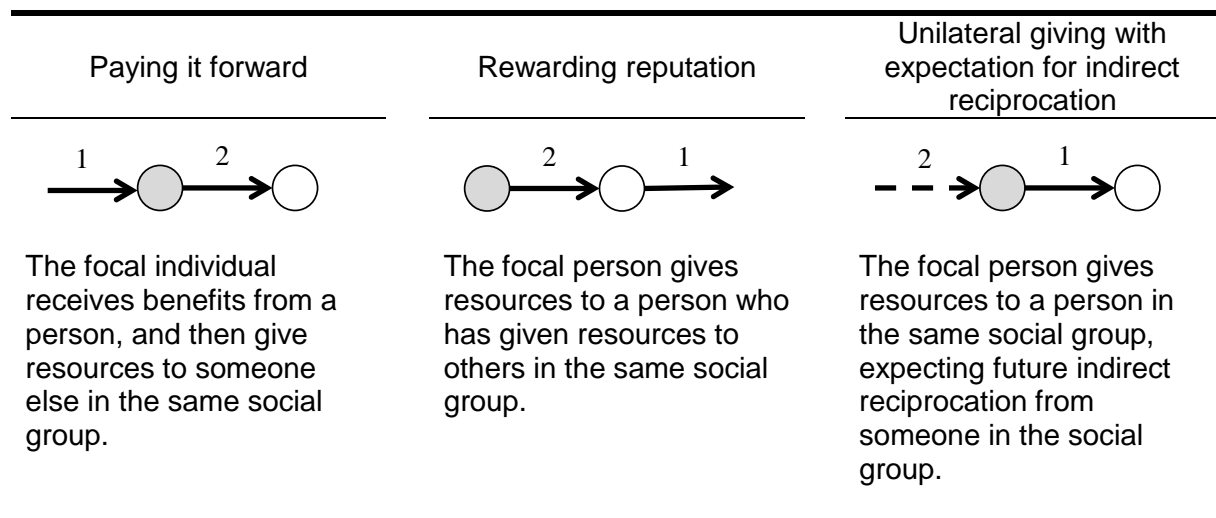 Paying it forward
Rewarding reputation
Unilateral giving with
expectation for indirect
reciprocation
1
2
2
1
2
1
The focal individual
receives benefits from a
person, and then give
resources to someone
else in the same social
group.
The focal person gives
resources to a person who
has given resources to
others in the same social
group.
The focal person gives
resources to a person in
the same social group,
expecting future indirect
reciprocation from
someone in the social
group.